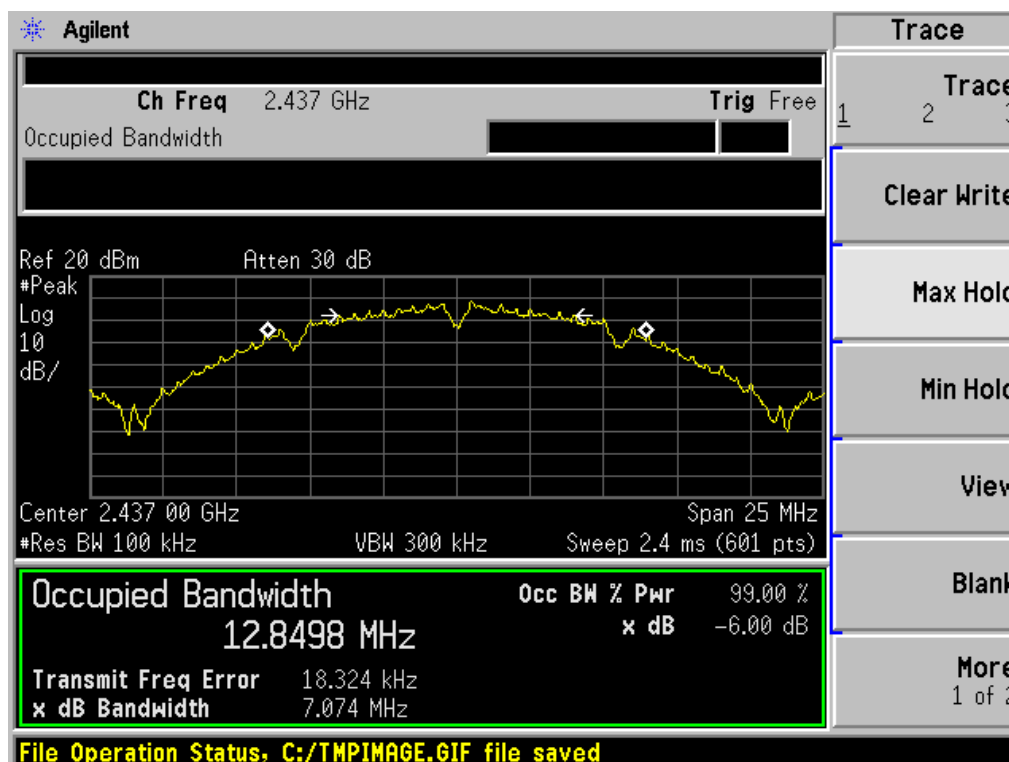 Agilent
Trace
Ch Freq 2.437 GHz Trig Free
Occupied Bandwidth
Trace
1 2 3
Clear Write
Max Hold
Min Hold
View
Blank
More
1 of 2
Ref 20 dBm Atten 30 dB
#Peak
Log
10
dB/
Center 2.437 00 GHz Span 25 MHz
#Res BW 100 kHz VBW 300 kHz Sweep 2.4 ms (601 pts)
Occupied Bandwidth
12.8498 MHz
Occ BW % Pwr 99.00 %
x dB -6.00 dB
Transmit Freq Error 18.324 kHz
x dB Bandwidth 7.074 MHz
File Operation Status, C:/TMPIMAGE.GIF file saved